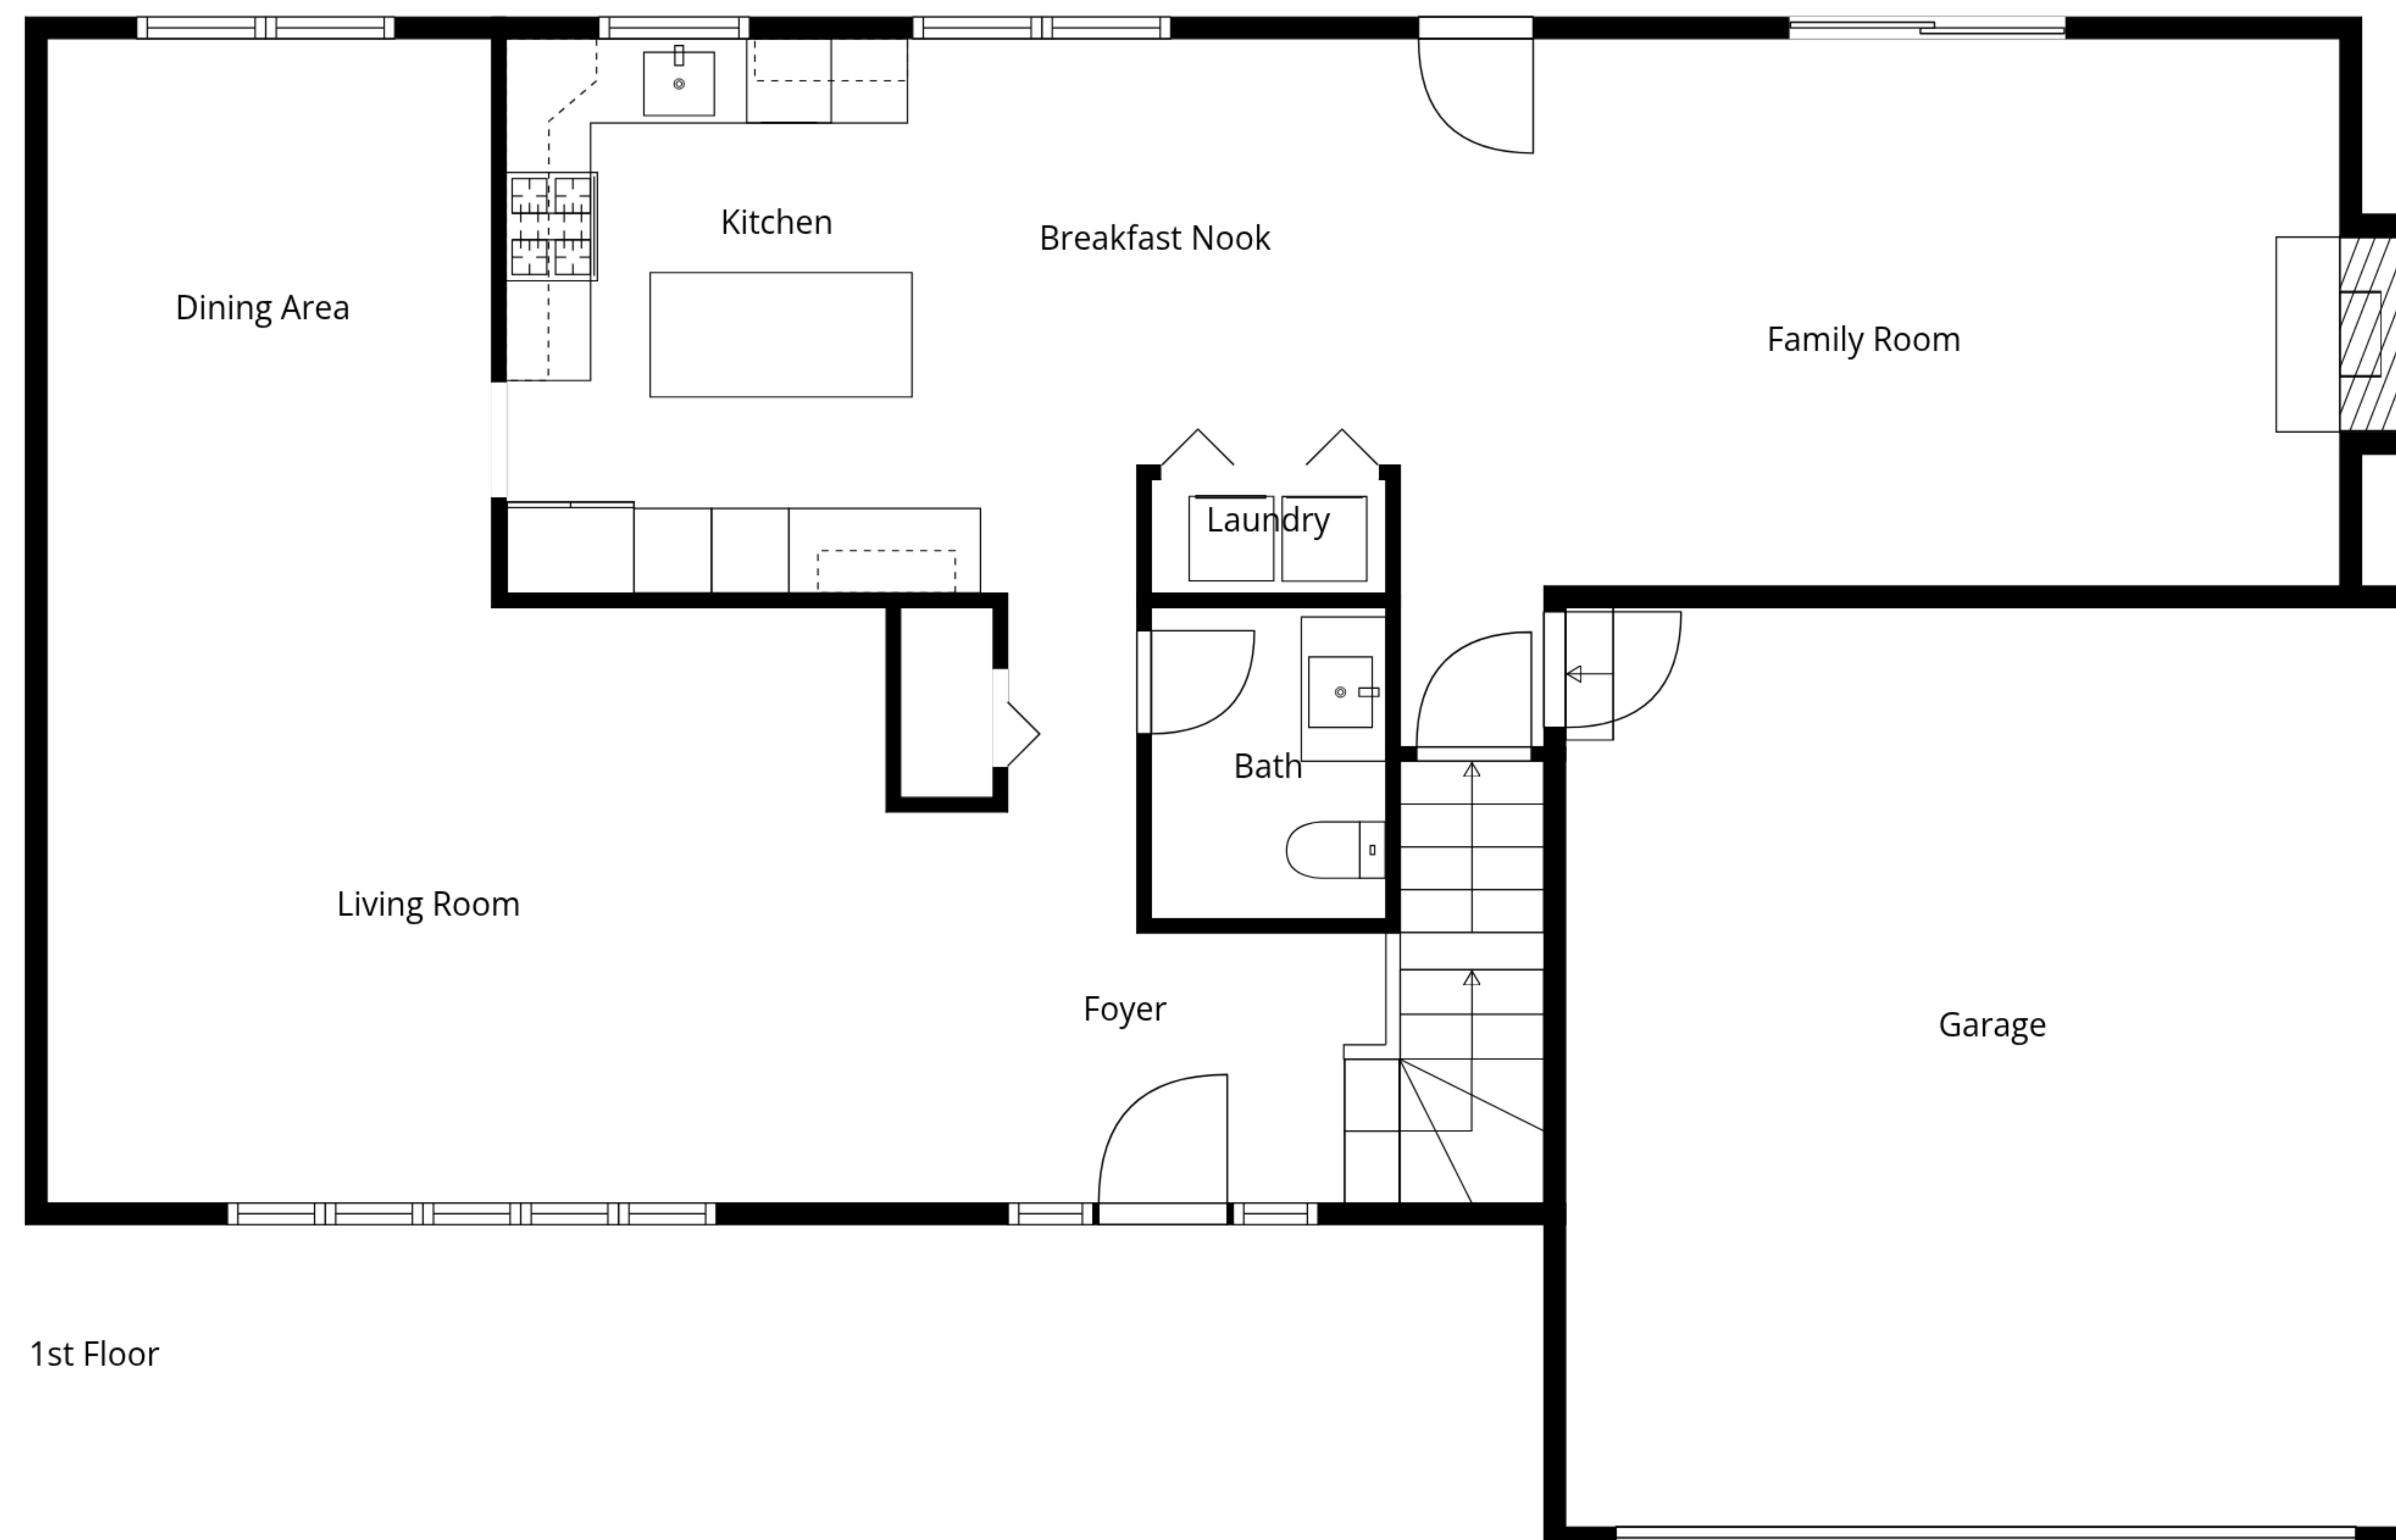 Kitchen
Breakfast Nook
Dining Area
Family Room
Laundry
Bath
Living Room
Foyer
Garage
1st Floor